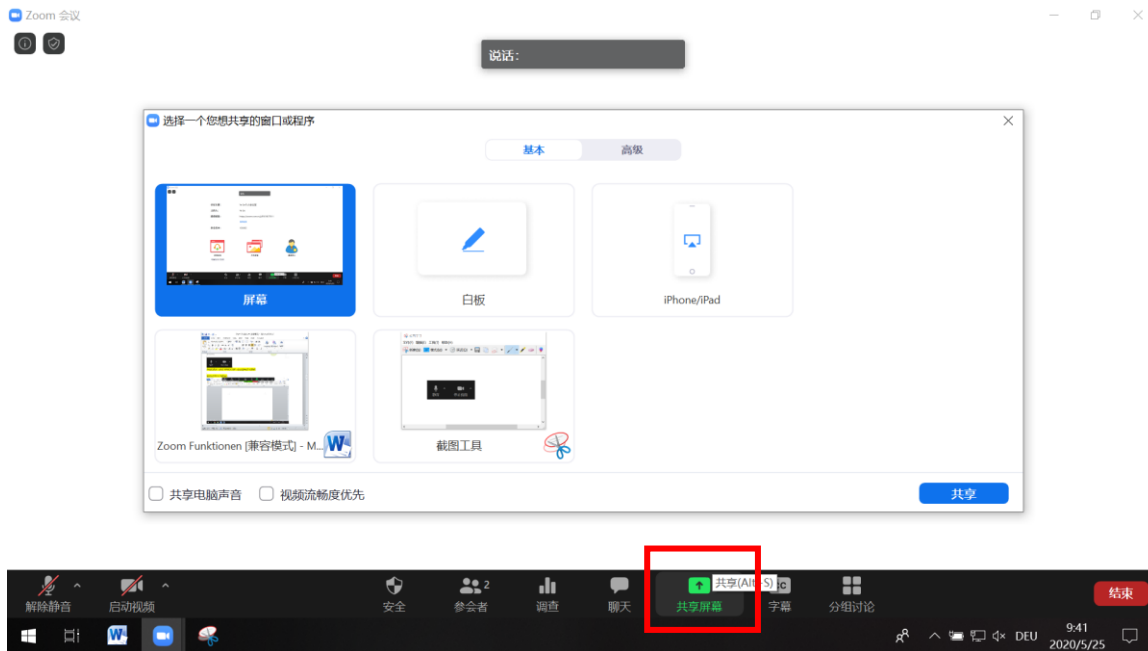 Zoom 会议
说话:
选择一个您想共享的窗口或程序
基本 高级
屏幕 白板 iPhone/iPad
Zoom Funktionen [兼容模式] - M... 截图工具
共享电脑声音 视频流畅度优先 共享
2 共享(Alt+S)
解除静音 启动视频 安全 参会者 调查 聊天 共享屏幕 字幕 分组讨论 结束
DEU 9:41
2020/5/25